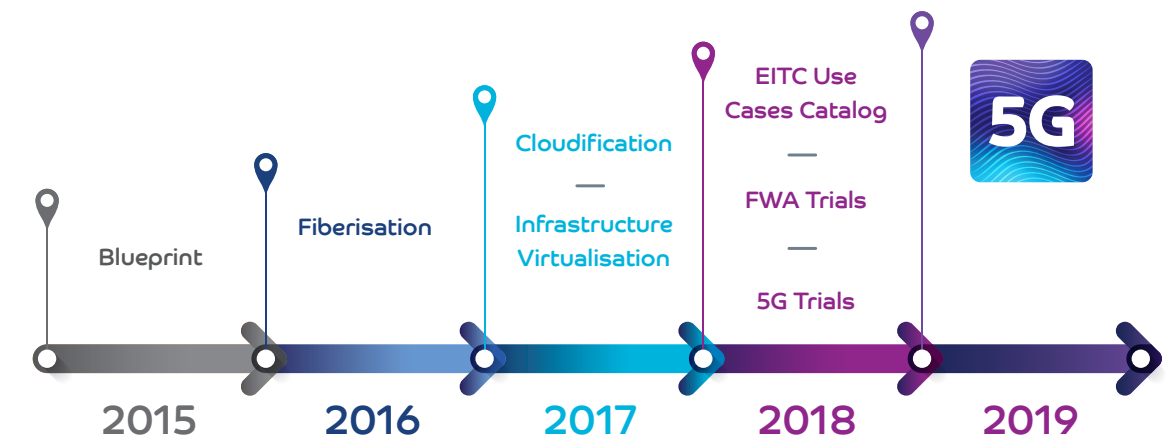 Blueprint
Fiberisation
Cloudification
Infrastructure
Virtualisation
EITC Use
Cases Catalog
FWA Trials
5G Trials
5G
2015
2016
2017
2018
2019